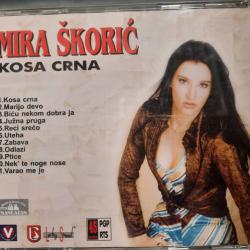 MIRA ŠKORIĆ
KOSA CRNA
1.Kosa crna
2.Marijo devo
3.Biću nekom dobra ja
4.Južna pruga
5.Reci srećo
6.Uteha
7.Zabava
8.Odlazi
9.Ptice
10.Nek' te noge nose
11.Varao me je
PGP
RTS